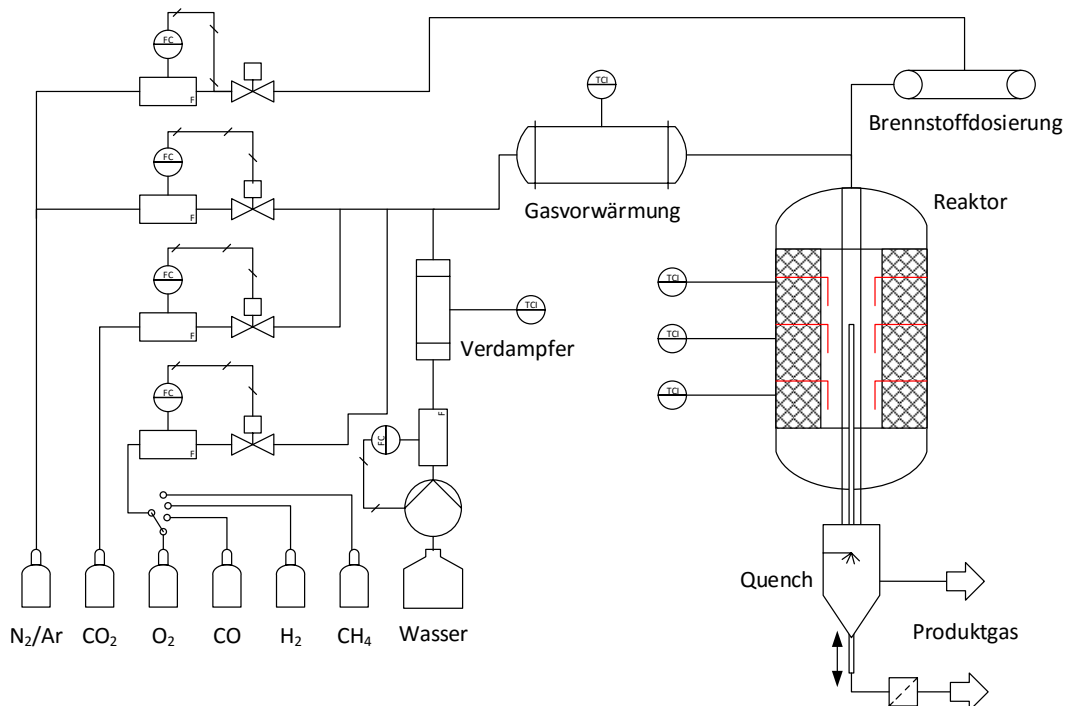 FC
F
TCI
Brennstoffdosierung
FC
F
Gasvorwärmung
Reaktor
FC
F
TCI
TCI
Verdampfer
TCI
FC
F
FC
F
TCI
Quench
N₂/Ar
CO₂
O₂
CO
H₂
CH₄
Wasser
Produktgas